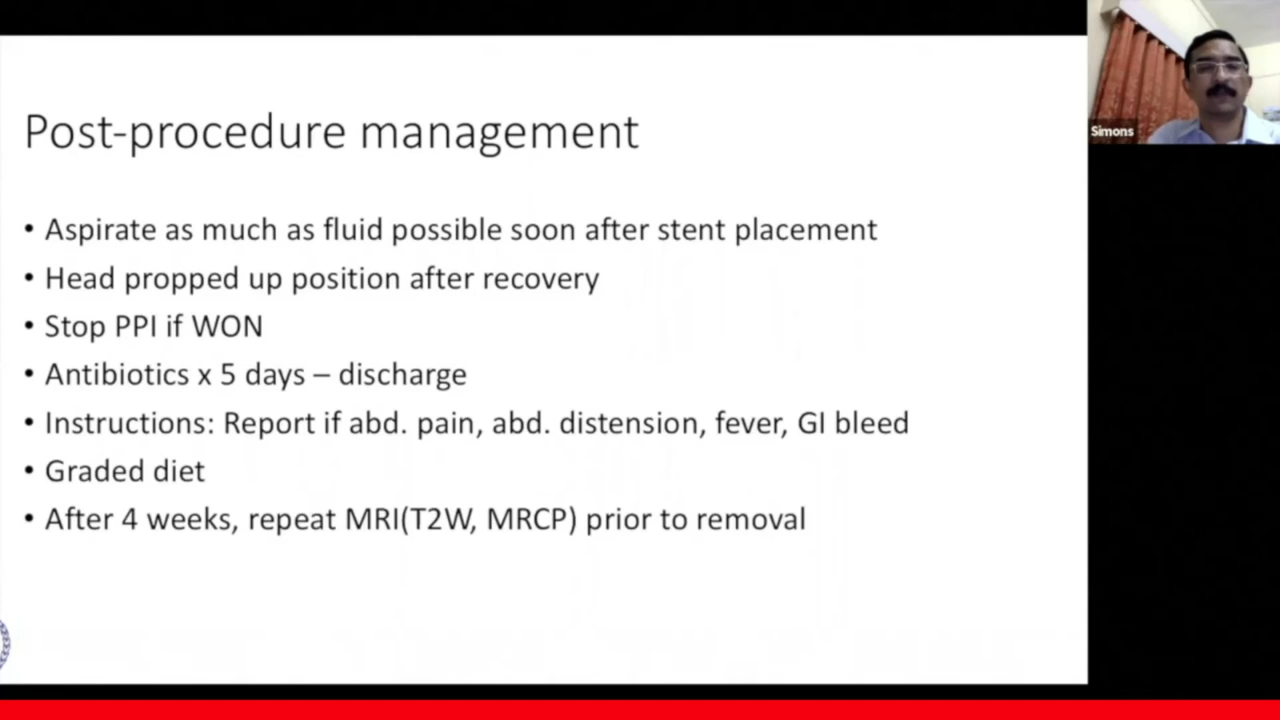 Post-procedure management
• Aspirate as much as fluid possible soon after stent placement
• Head propped up position after recovery
• Stop PPI if WON
• Antibiotics x 5 days – discharge
• Instructions: Report if abd. pain, abd. distension, fever, GI bleed
• Graded diet
• After 4 weeks, repeat MRI(T2W, MRCP) prior to removal
Simons